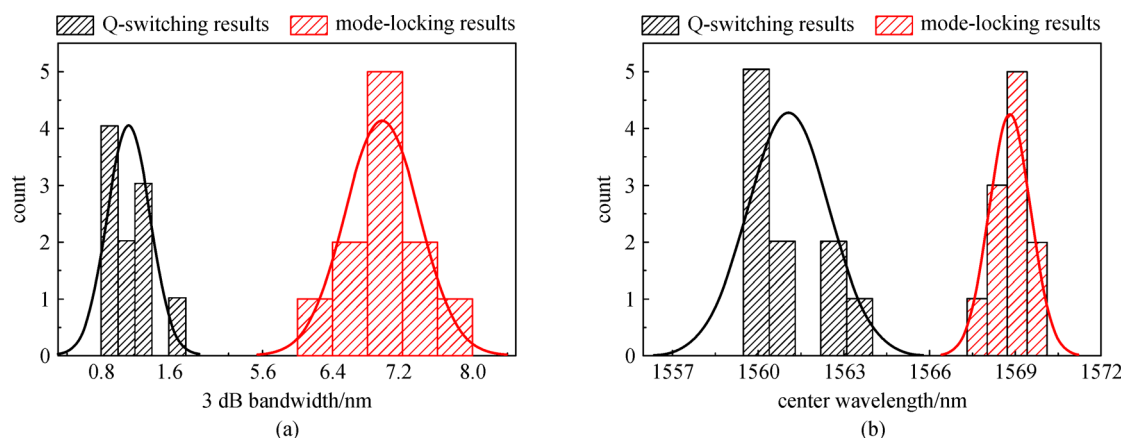 Q-switching results mode-locking results
5
4
3
2
1
0
count
0.8 1.6 5.6 6.4 7.2 8.0
3 dB bandwidth/nm
(a)
Q-switching results mode-locking results
5
4
3
2
1
0
count
1557 1560 1563 1566 1569 1572
center wavelength/nm
(b)